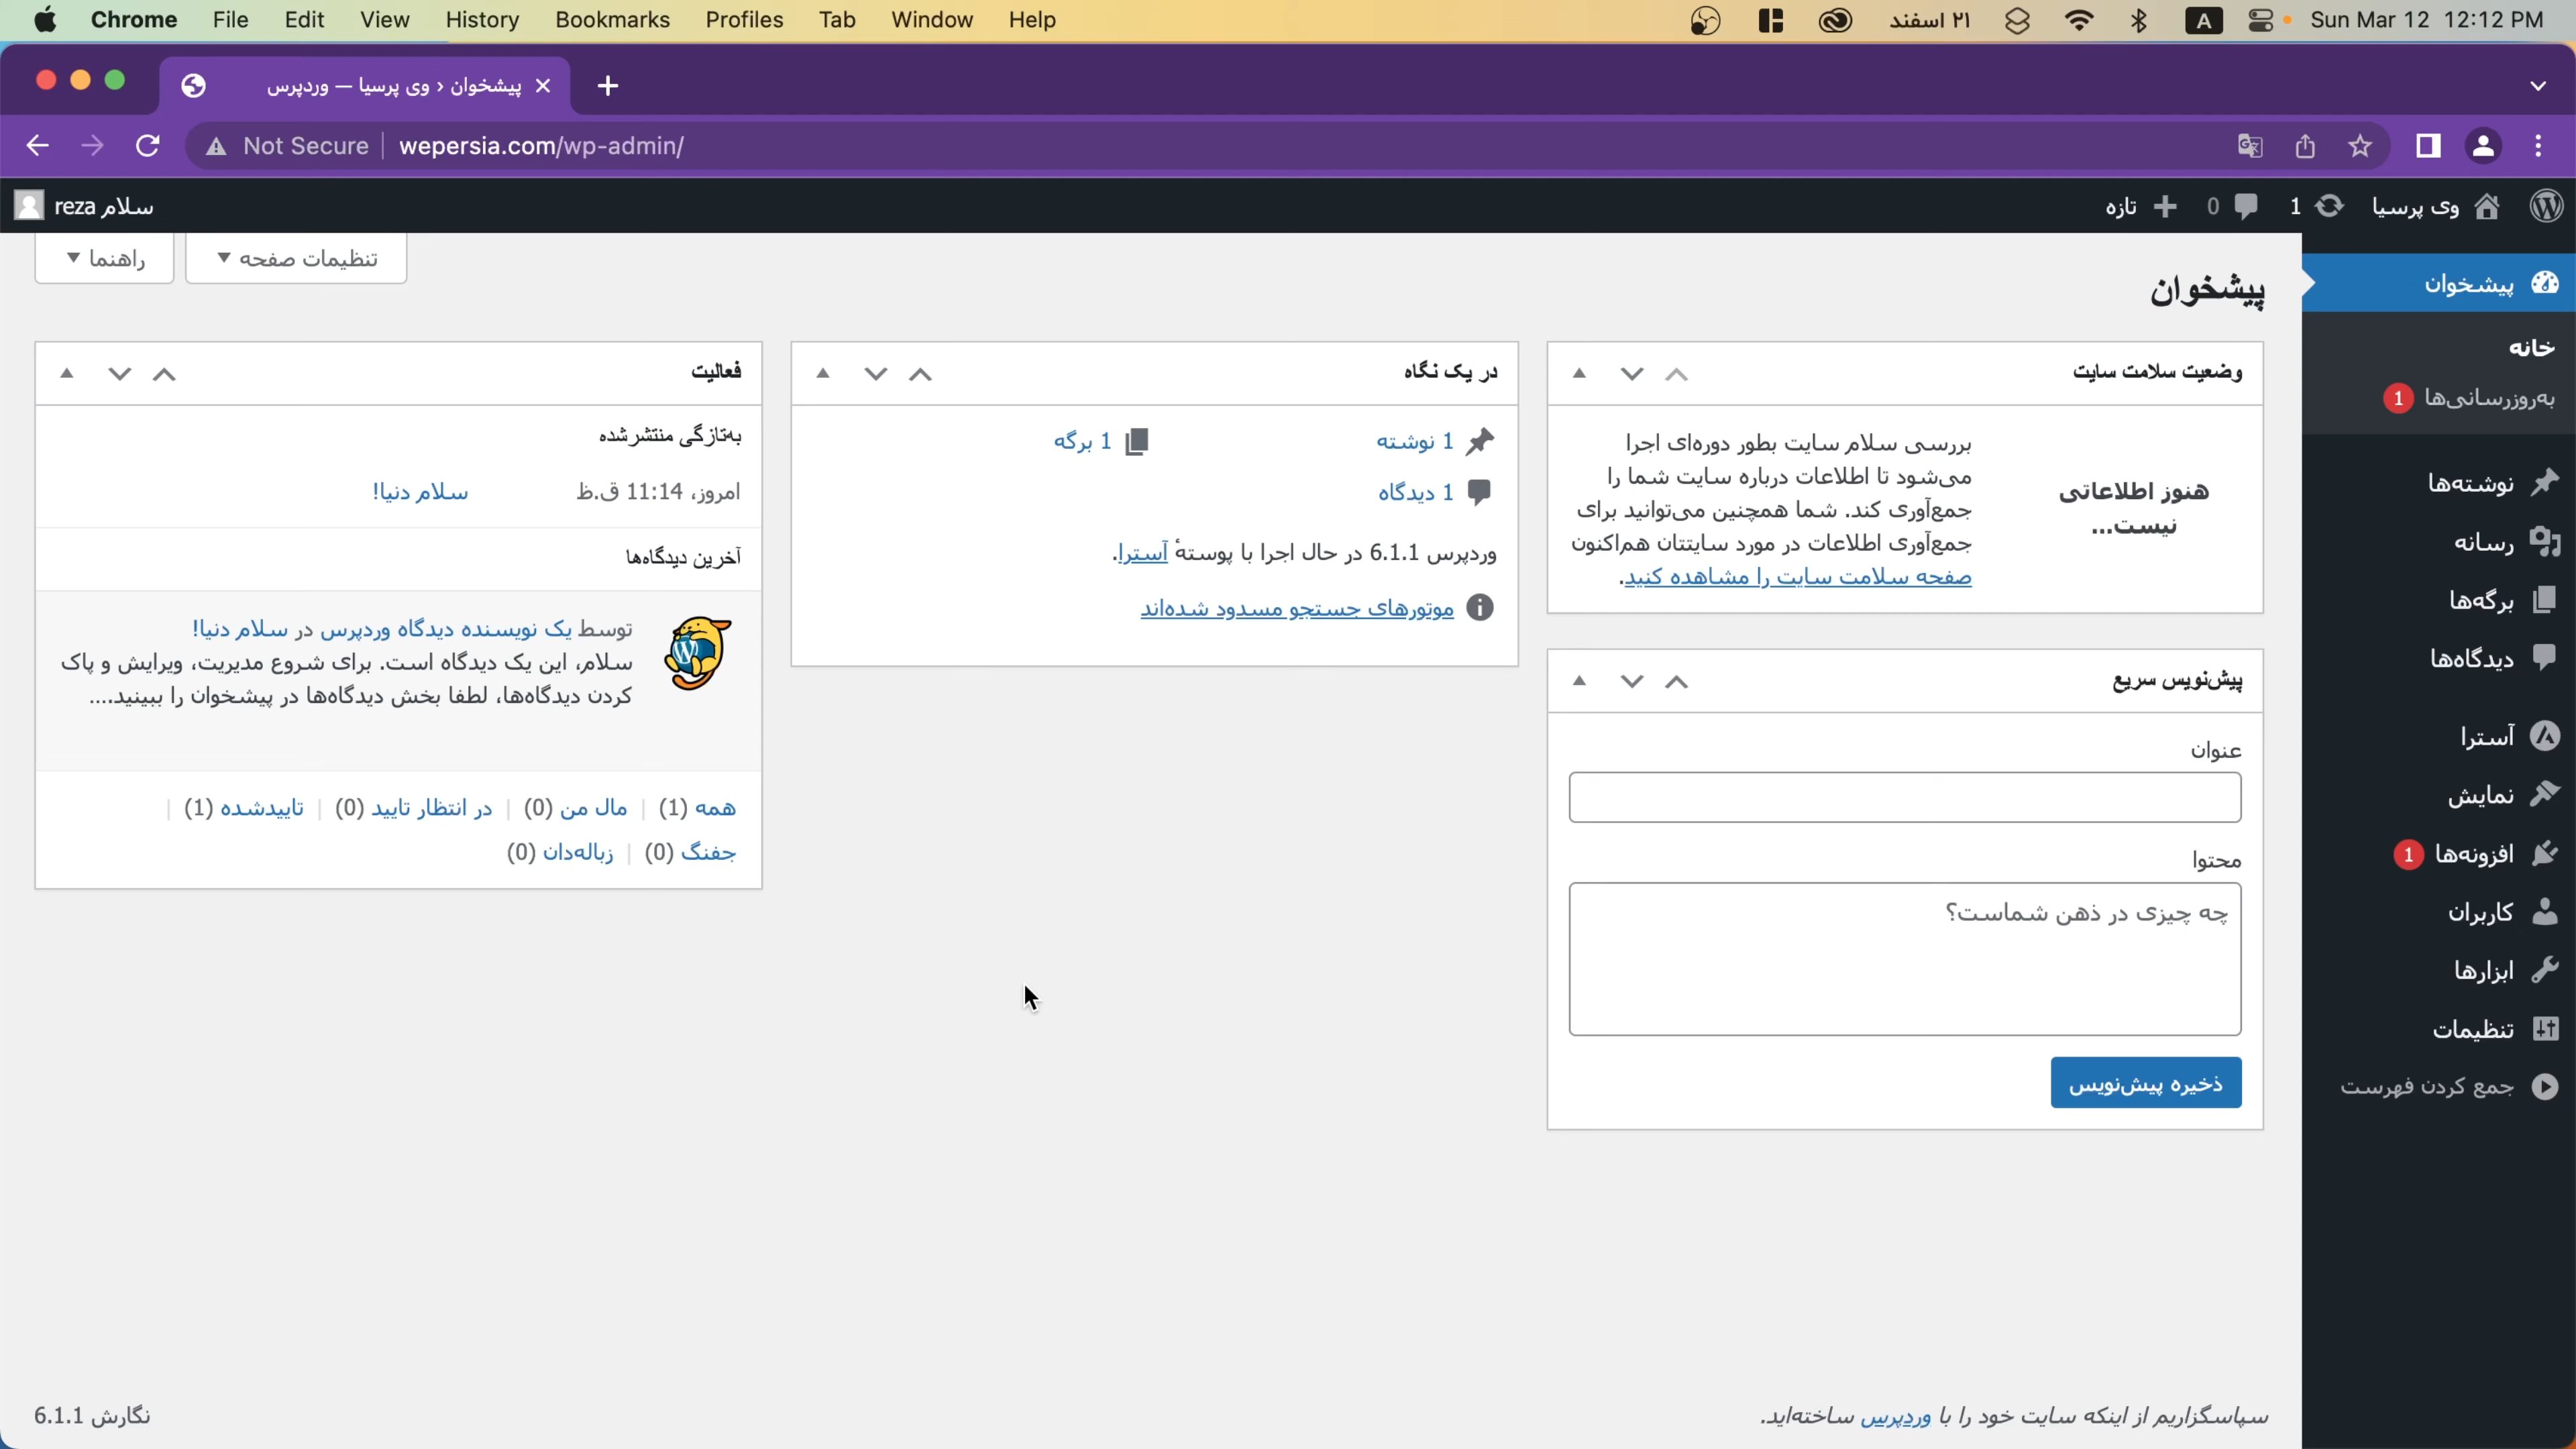 Chrome File Edit View History Bookmarks Profiles Tab Window Help ۲۱ اسفند A Sun Mar 12 12:12 PM
پیشخوان ‹ وی پرسیا — وردپرس
Not Secure wepersia.com/wp-admin/
وی پرسیا 1 0 تازه سلام reza
تنظیمات صفحه
راهنما
پیشخوان
پیشخوان
خانه
به‌روزرسانی‌ها 1
نوشته‌ها
رسانه
برگه‌ها
دیدگاه‌ها
آسترا
نمایش
افزونه‌ها 1
کاربران
ابزارها
تنظیمات
جمع کردن فهرست
وضعیت سلامت سایت
هنوز اطلاعاتی
نیست...
بررسی سلام سایت بطور دوره‌ای اجرا
می‌شود تا اطلاعات درباره سایت شما را
جمع‌آوری کند. شما همچنین می‌توانید برای
جمع‌آوری اطلاعات در مورد سایتتان هم‌اکنون
صفحه سلامت سایت را مشاهده کنید.
پیش‌نویس سریع
عنوان
محتوا
چه چیزی در ذهن شماست؟
ذخیره پیش‌نویس
در یک نگاه
1 نوشته
1 برگه
1 دیدگاه
وردپرس 6.1.1 در حال اجرا با پوستهٔ آسترا.
موتورهای جستجو مسدود شده‌اند
فعالیت
به‌تازگی منتشرشده
امروز، 11:14 ق.ظ سلام دنیا!
آخرین دیدگاه‌ها
توسط یک نویسنده دیدگاه وردپرس در سلام دنیا!
سلام، این یک دیدگاه است. برای شروع مدیریت، ویرایش و پاک
کردن دیدگاه‌ها، لطفا بخش دیدگاه‌ها در پیشخوان را ببینید....
همه (1) | مال من (0) | در انتظار تایید (0) | تاییدشده (1) |
جفنگ (0) | زباله‌دان (0)
سپاسگزاریم از اینکه سایت خود را با وردپرس ساخته‌اید.
نگارش 6.1.1